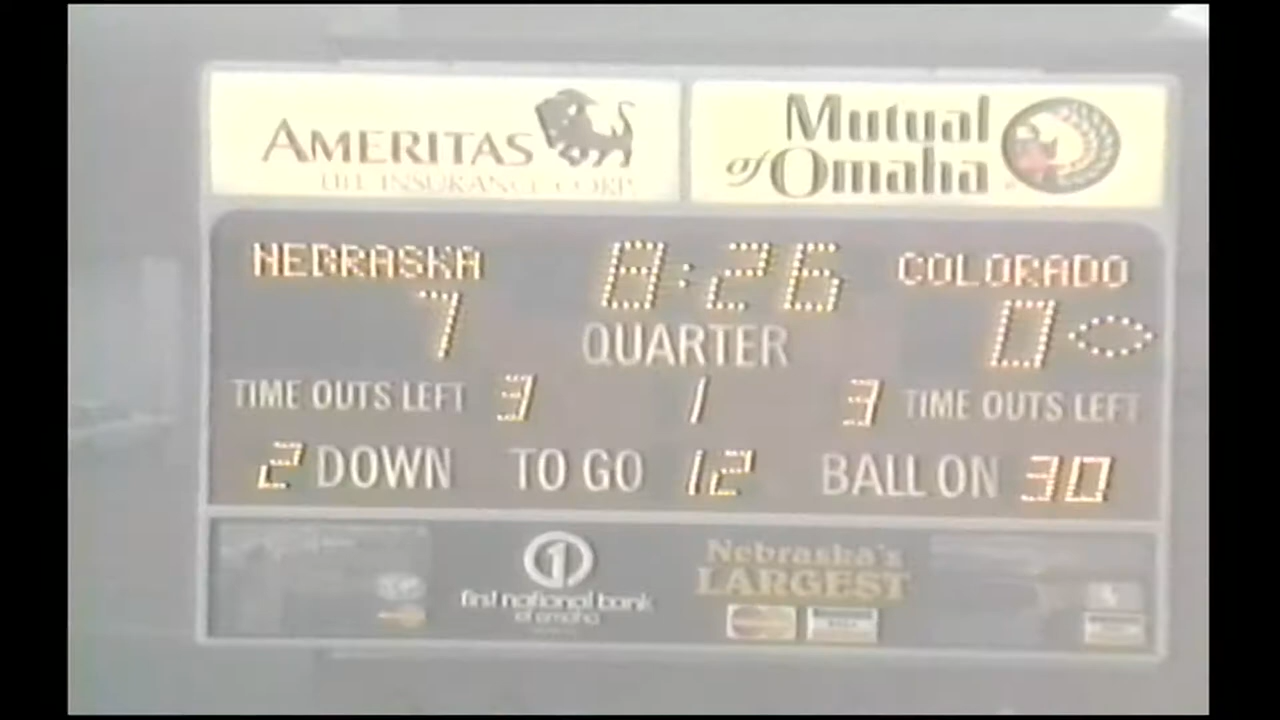 AMERITAS
LIFE INSURANCE CORP.
Mutual
of Omaha
NEBRASKA 8:26 COLORADO
7 QUARTER 0
TIME OUTS LEFT 3 1 3 TIME OUTS LEFT
2 DOWN TO GO 12 BALL ON 30
1
first national bank
of omaha
Nebraska's
LARGEST